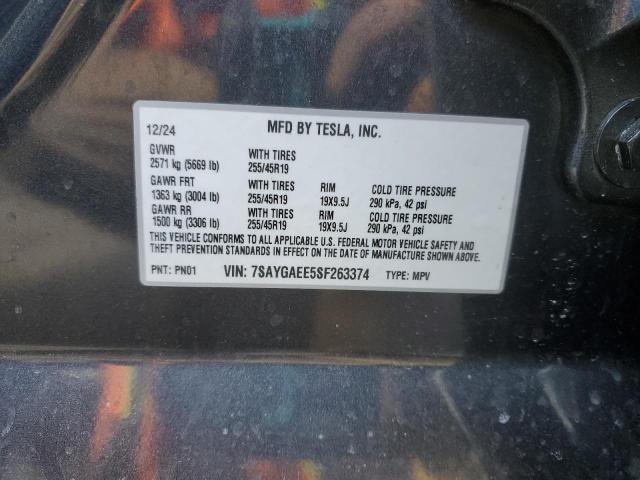 12/24 MFD BY TESLA, INC.
GVWR WITH TIRES
2571 kg (5669 lb) 255/45R19
GAWR FRT WITH TIRES RIM COLD TIRE PRESSURE
1363 kg (3004 lb) 255/45R19 19X9.5J 290 kPa, 42 psi
GAWR RR WITH TIRES RIM COLD TIRE PRESSURE
1500 kg (3306 lb) 255/45R19 19X9.5J 290 kPa, 42 psi
THIS VEHICLE CONFORMS TO ALL APPLICABLE U.S. FEDERAL MOTOR VEHICLE SAFETY AND
THEFT PREVENTION STANDARDS IN EFFECT ON THE DATE OF MANUFACTURE SHOWN ABOVE.
PNT: PN01 VIN: 7SAYGAEE5SF263374 TYPE: MPV